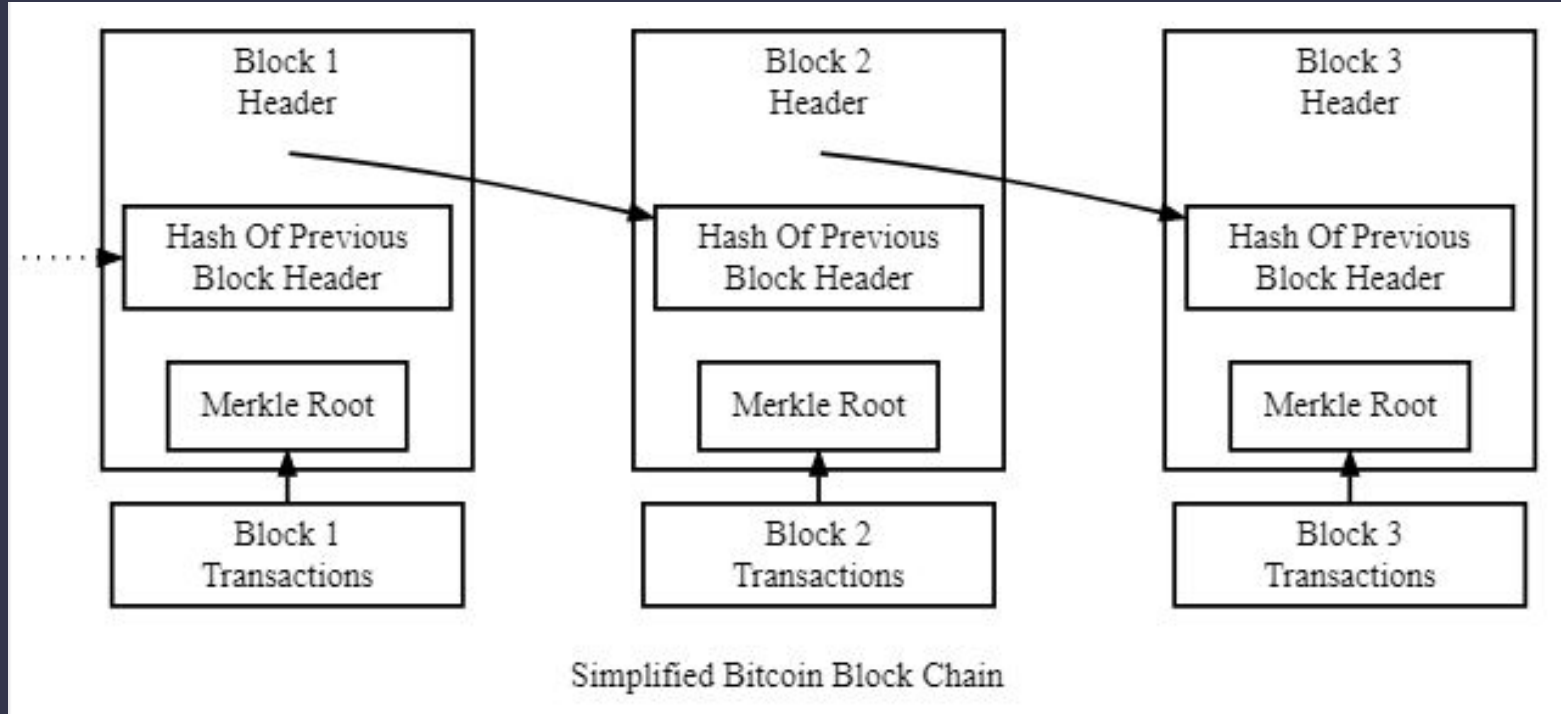 Block 1
Header
Hash Of Previous
Block Header
Merkle Root
Block 1
Transactions
Block 2
Header
Hash Of Previous
Block Header
Merkle Root
Block 2
Transactions
Block 3
Header
Hash Of Previous
Block Header
Merkle Root
Block 3
Transactions
Simplified Bitcoin Block Chain